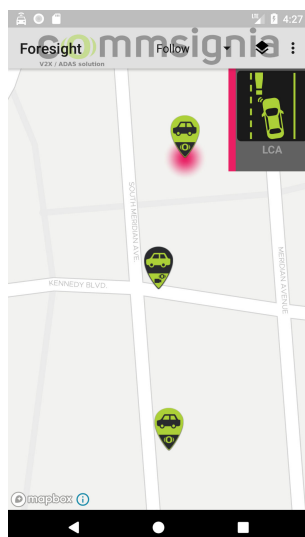 4:27
commsignia
Foresight
Follow
V2X / ADAS solution
LCA
SOUTH MERIDIAN AVE.
KENNEDY BLVD.
MERIDIAN AVENUE
mapbox